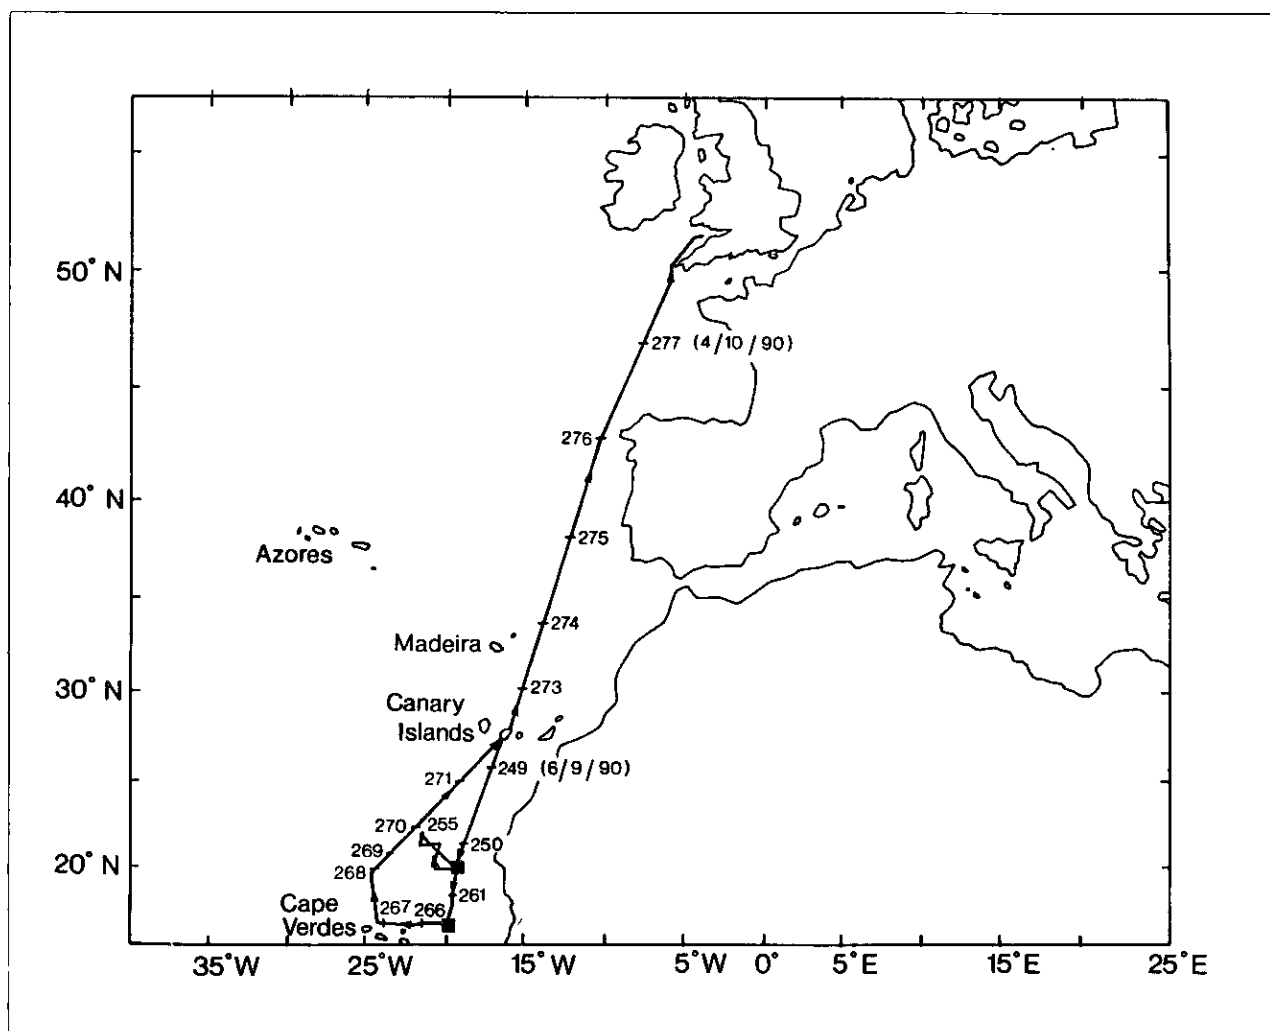 50° N
277 (4/10/90)
276
40° N
275
Azores
274
Madeira
273
30° N
Canary
Islands
249 (6/9/90)
271
270
255
250
269
20° N
268
261
Cape
Verdes
267
266
35°W
25°W
15°W
5°W
0°
5°E
15°E
25°E